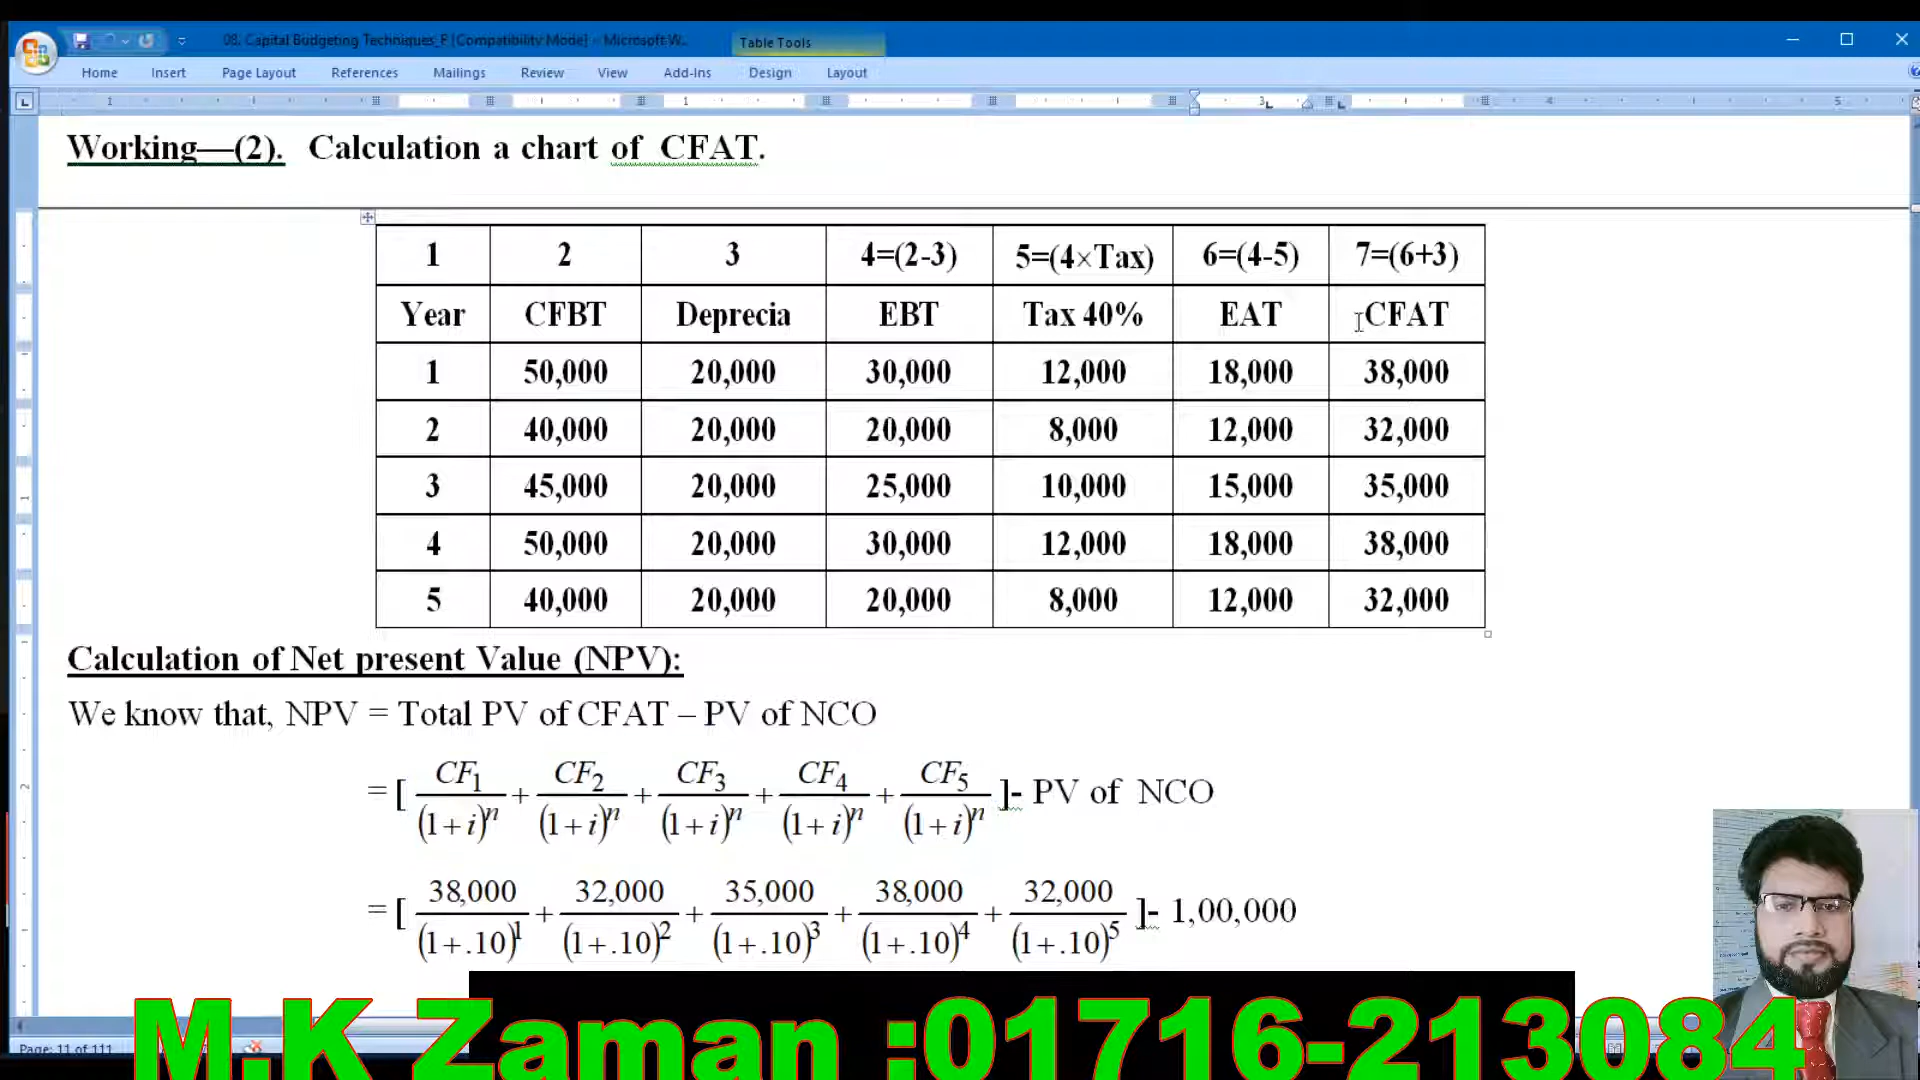 08. Capital Budgeting Techniques_F [Compatibility Mode] - Microsoft W...
Table Tools
Home Insert Page Layout References Mailings Review View Add-Ins Design Layout
Working—(2). Calculation a chart of CFAT.
1 2 3 4=(2-3) 5=(4×Tax) 6=(4-5) 7=(6+3)
Year CFBT Deprecia EBT Tax 40% EAT CFAT
1 50,000 20,000 30,000 12,000 18,000 38,000
2 40,000 20,000 20,000 8,000 12,000 32,000
3 45,000 20,000 25,000 10,000 15,000 35,000
4 50,000 20,000 30,000 12,000 18,000 38,000
5 40,000 20,000 20,000 8,000 12,000 32,000
Calculation of Net present Value (NPV):
We know that, NPV = Total PV of CFAT – PV of NCO
= [ CF₁/(1+i)ⁿ + CF₂/(1+i)ⁿ + CF₃/(1+i)ⁿ + CF₄/(1+i)ⁿ + CF₅/(1+i)ⁿ ]- PV of NCO
= [ 38,000/(1+.10)¹ + 32,000/(1+.10)² + 35,000/(1+.10)³ + 38,000/(1+.10)⁴ + 32,000/(1+.10)⁵ ]- 1,00,000
M.K Zaman :01716-213084
Page: 11 of 111